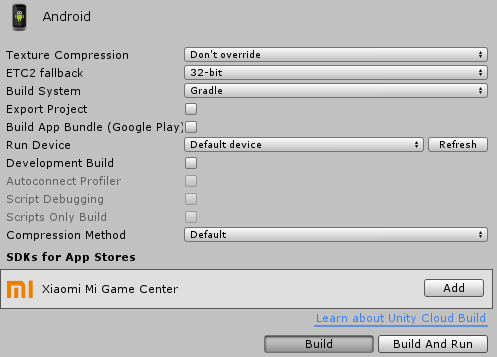 Android
Texture Compression Don't override
ETC2 fallback 32-bit
Build System Gradle
Export Project
Build App Bundle (Google Play)
Run Device Default device Refresh
Development Build
Autoconnect Profiler
Script Debugging
Scripts Only Build
Compression Method Default
SDKs for App Stores
mi Xiaomi Mi Game Center Add
Learn about Unity Cloud Build
Build Build And Run